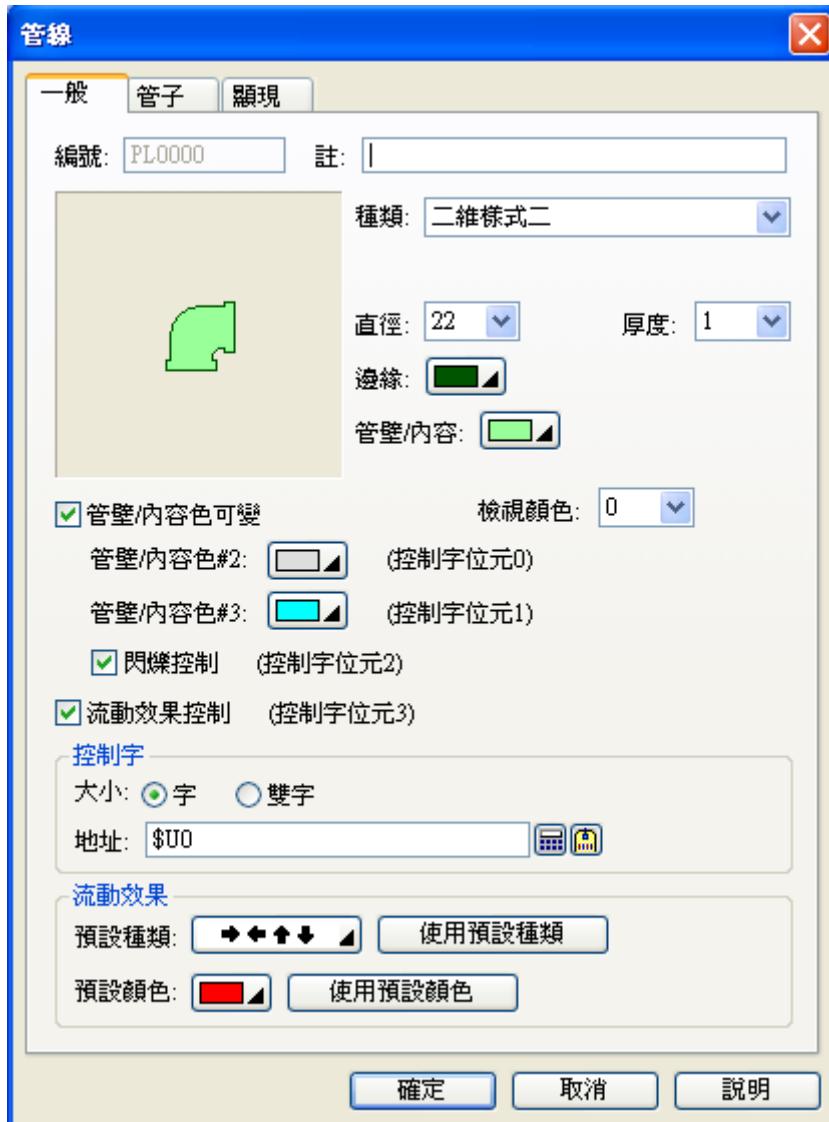 管線
一般 管子 顯現
編號: PL0000 註:
種類: 二維樣式二
直徑: 22 厚度: 1
邊緣:
管壁/內容:
管壁/內容色可變 檢視顏色: 0
管壁/內容色#2: (控制字位元0)
管壁/內容色#3: (控制字位元1)
閃爍控制 (控制字位元2)
流動效果控制 (控制字位元3)
控制字
大小: 字 雙字
地址: $U0
流動效果
預設種類: 使用預設種類
預設顏色: 使用預設顏色
確定 取消 說明